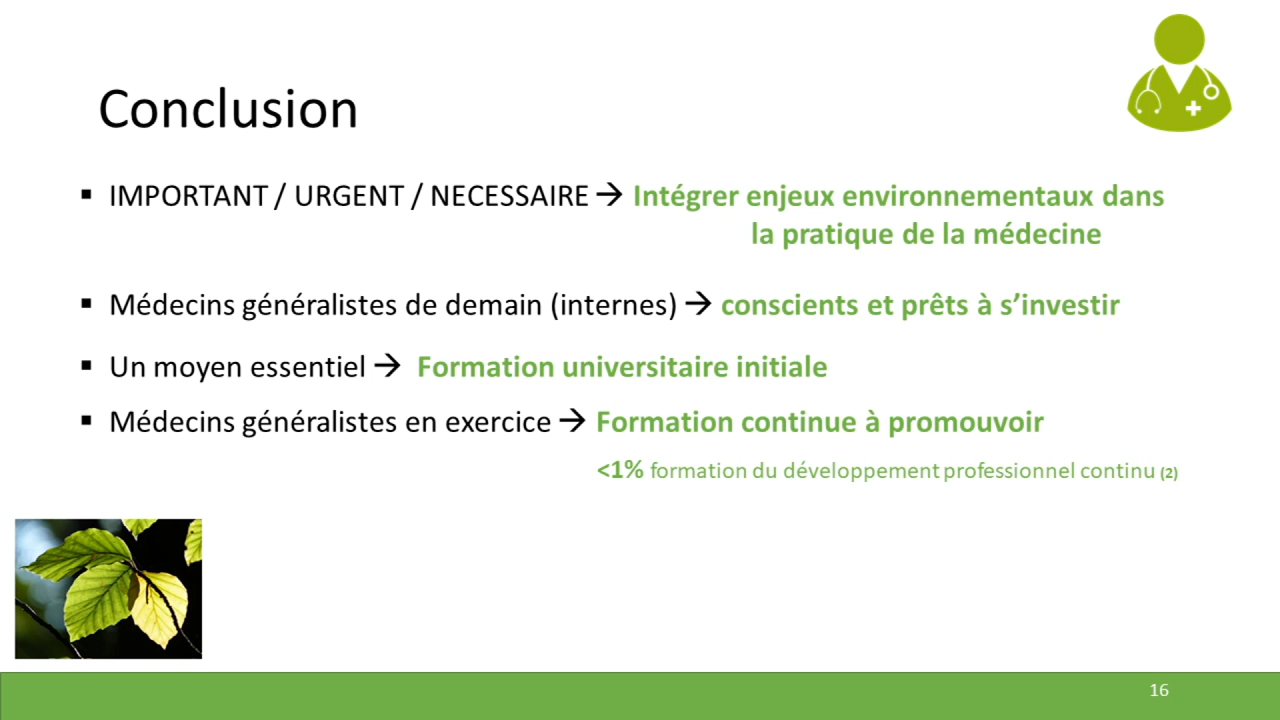 Conclusion
▪ IMPORTANT / URGENT / NECESSAIRE → Intégrer enjeux environnementaux dans
la pratique de la médecine
▪ Médecins généralistes de demain (internes) → conscients et prêts à s’investir
▪ Un moyen essentiel → Formation universitaire initiale
▪ Médecins généralistes en exercice → Formation continue à promouvoir
<1% formation du développement professionnel continu (2)
16